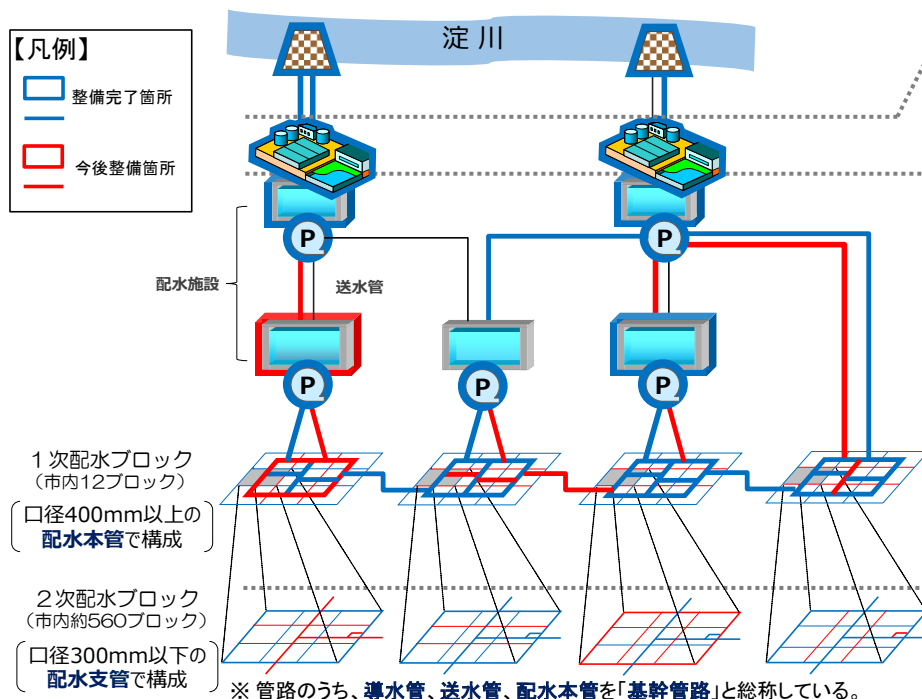 淀川
【凡例】
整備完了箇所
今後整備箇所
P
P
配水施設
送水管
P
P
P
1次配水ブロック
(市内12ブロック)
口径400mm以上の
配水本管で構成
2次配水ブロック
(市内約560ブロック)
口径300mm以下の
配水支管で構成
※ 管路のうち、導水管、送水管、配水本管を「基幹管路」と総称している。